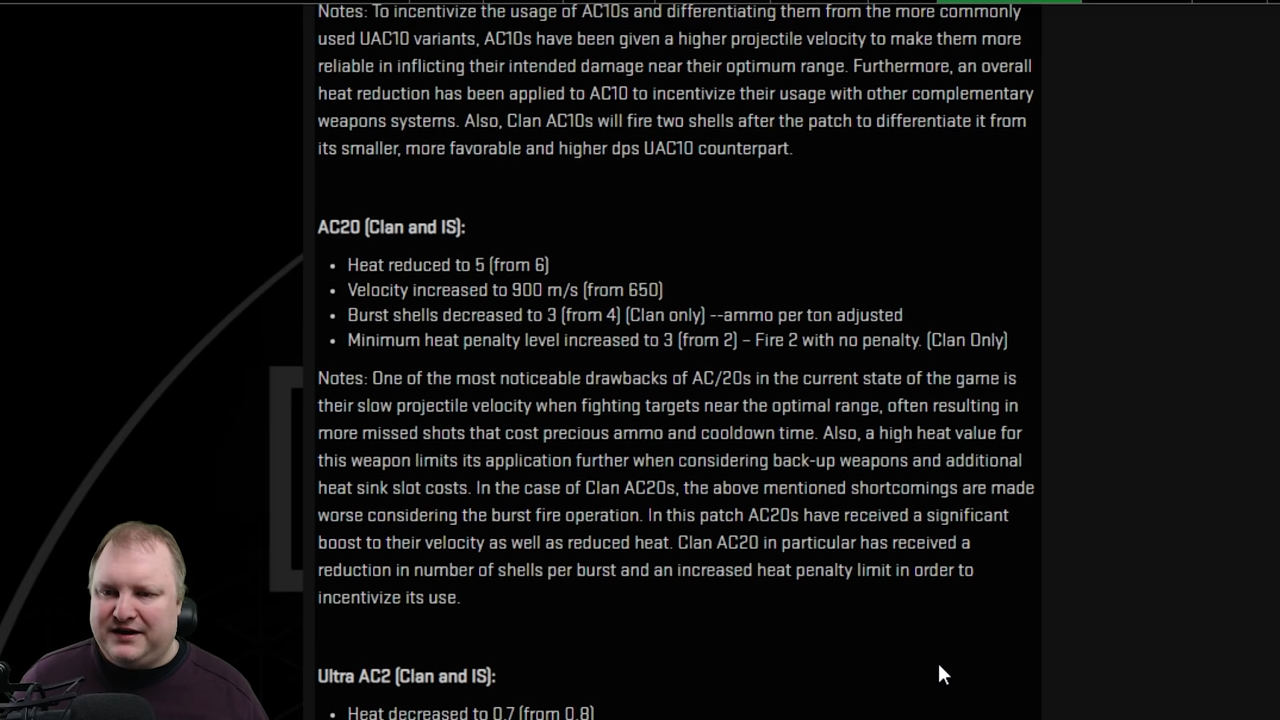 Notes: To incentivize the usage of AC10s and differentiating them from the more commonly
used UAC10 variants, AC10s have been given a higher projectile velocity to make them more
reliable in inflicting their intended damage near their optimum range. Furthermore, an overall
heat reduction has been applied to AC10 to incentivize their usage with other complementary
weapons systems. Also, Clan AC10s will fire two shells after the patch to differentiate it from
its smaller, more favorable and higher dps UAC10 counterpart.
AC20 (Clan and IS):
• Heat reduced to 5 (from 6)
• Velocity increased to 900 m/s (from 650)
• Burst shells decreased to 3 (from 4) (Clan only) --ammo per ton adjusted
• Minimum heat penalty level increased to 3 (from 2) – Fire 2 with no penalty. (Clan Only)
Notes: One of the most noticeable drawbacks of AC/20s in the current state of the game is
their slow projectile velocity when fighting targets near the optimal range, often resulting in
more missed shots that cost precious ammo and cooldown time. Also, a high heat value for
this weapon limits its application further when considering back-up weapons and additional
heat sink slot costs. In the case of Clan AC20s, the above mentioned shortcomings are made
worse considering the burst fire operation. In this patch AC20s have received a significant
boost to their velocity as well as reduced heat. Clan AC20 in particular has received a
reduction in number of shells per burst and an increased heat penalty limit in order to
incentivize its use.
Ultra AC2 (Clan and IS):
• Heat decreased to 0.7 (from 0.8)